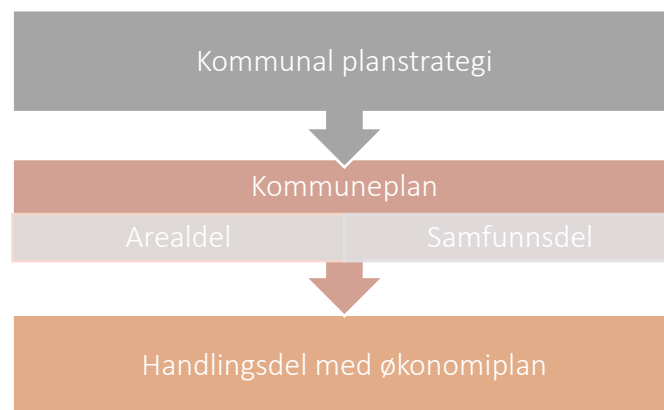 Kommunal planstrategi
Kommuneplan
Arealdel
Samfunnsdel
Handlingsdel med økonomiplan